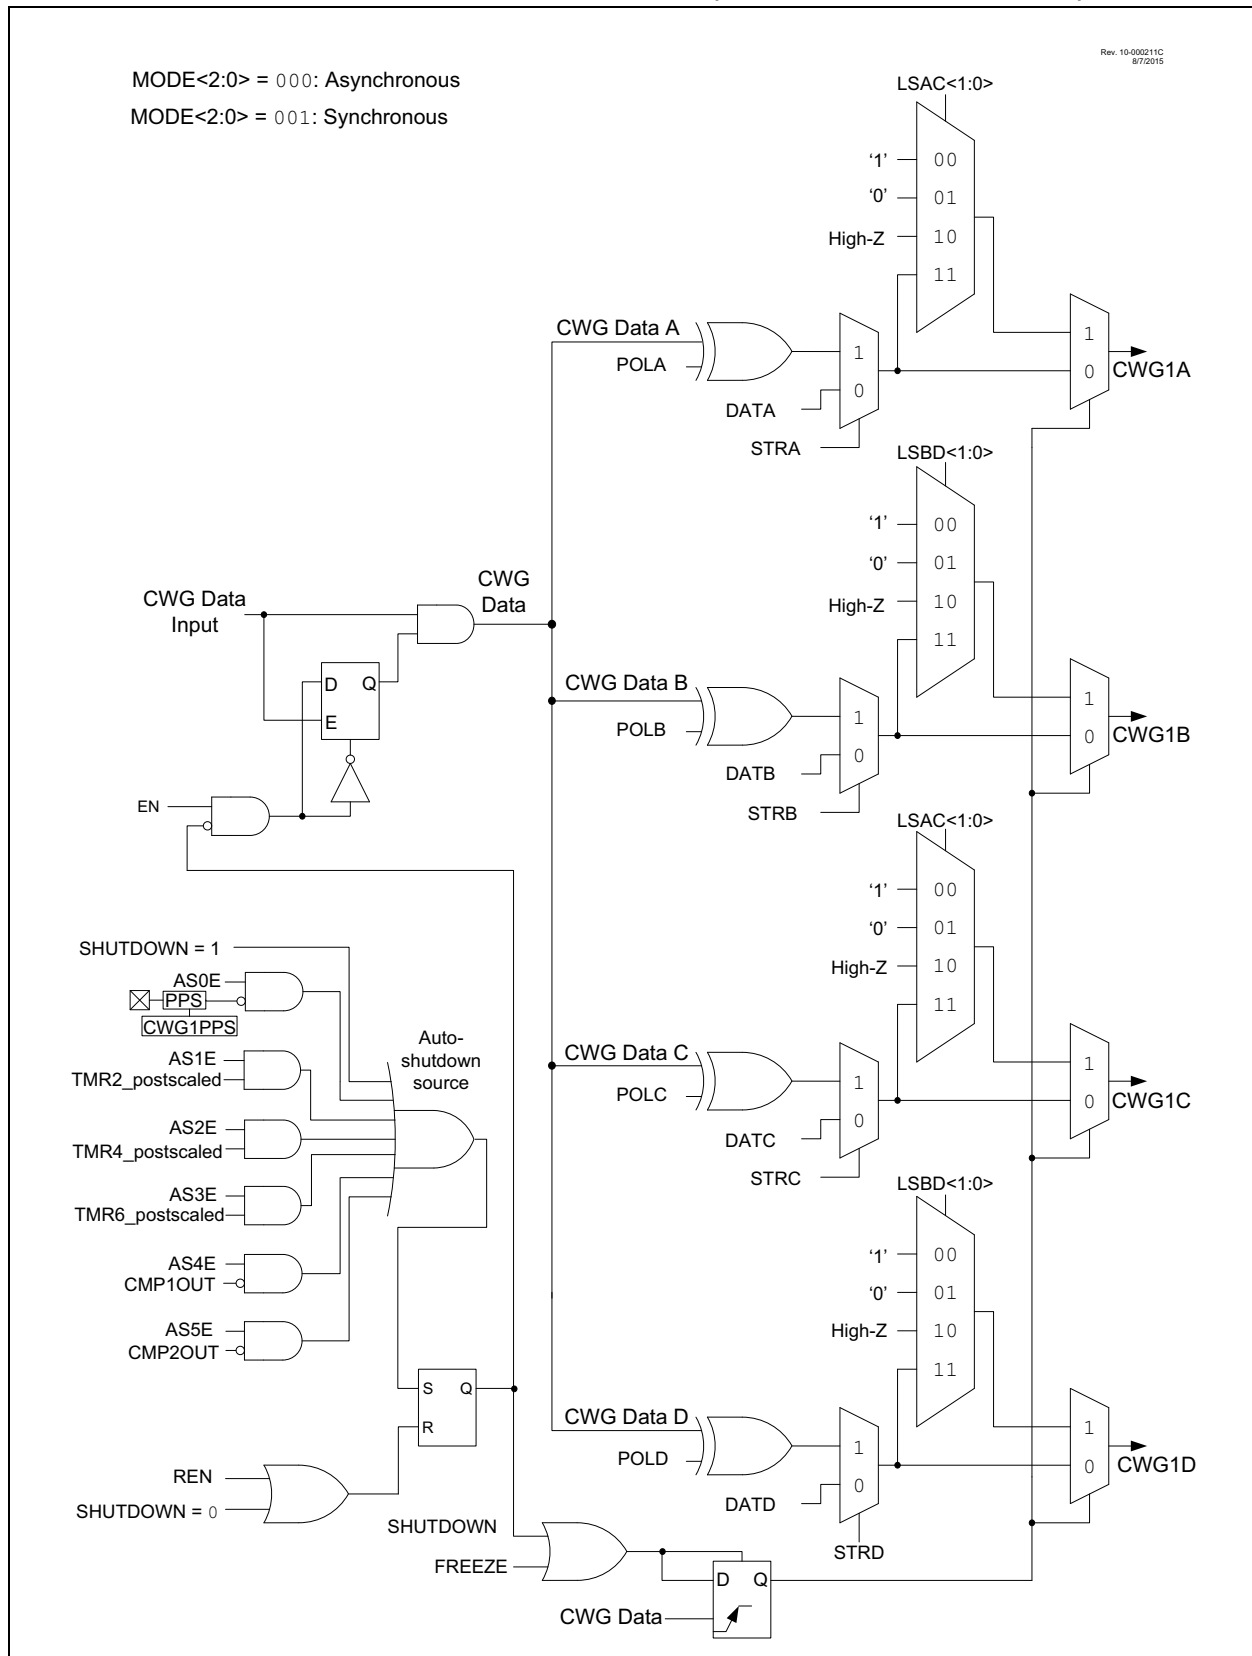 Rev. 10-000211C
8/7/2015
MODE<2:0> = 000: Asynchronous
MODE<2:0> = 001: Synchronous
LSAC<1:0>
‘1’ 00
‘0’ 01
High-Z 10
11
CWG Data A
POLA
DATA
STRA
1
0
1
0
CWG1A
LSBD<1:0>
‘1’ 00
‘0’ 01
High-Z 10
11
CWG Data
Input
CWG
Data
D Q
E
EN
CWG Data B
POLB
DATB
STRB
1
0
1
0
CWG1B
LSAC<1:0>
‘1’ 00
‘0’ 01
High-Z 10
11
CWG Data C
POLC
DATC
STRC
1
0
1
0
CWG1C
SHUTDOWN = 1
AS0E
PPS
CWG1PPS
AS1E
TMR2_postscaled
AS2E
TMR4_postscaled
AS3E
TMR6_postscaled
AS4E
CMP1OUT
AS5E
CMP2OUT
Auto-
shutdown
source
S Q
R
REN
SHUTDOWN = 0
LSBD<1:0>
‘1’ 00
‘0’ 01
High-Z 10
11
CWG Data D
POLD
DATD
STRD
1
0
1
0
CWG1D
SHUTDOWN
FREEZE
D Q
CWG Data